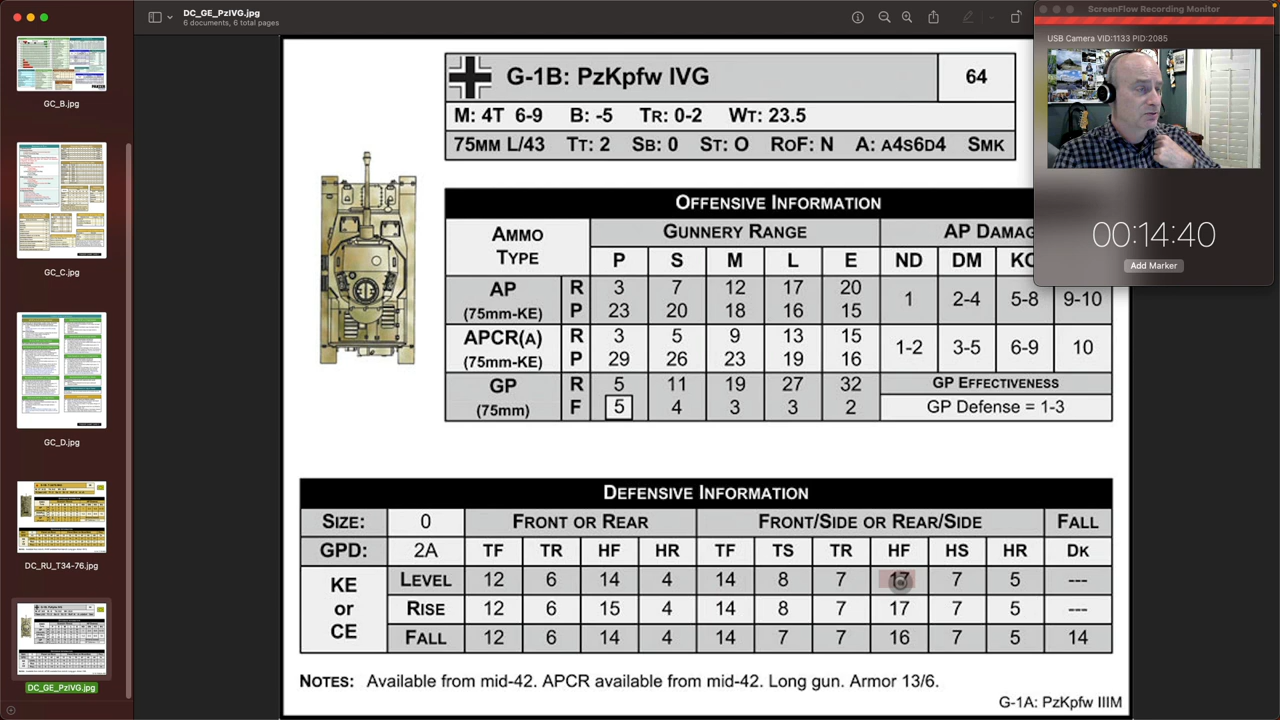 DC_GE_PzIVG.jpg
6 documents, 6 total pages
ScreenFlow Recording Monitor
USB Camera VID:1133 PID:2085
00:14:40
Add Marker
GC_B.jpg
GC_C.jpg
GC_D.jpg
DC_RU_T34-76.jpg
DC_GE_PzIVG.jpg
G-1B: PzKpfw IVG 64
M: 4T 6-9 B: -5 TR: 0-2 WT: 23.5
75MM L/43 TT: 2 SB: 0 ST: O ROF: N A: A4S6D4 SMK
OFFENSIVE INFORMATION
AMMO TYPE GUNNERY RANGE AP DAMAG
P S M L E ND DM KO
AP R 3 7 12 17 20 1 2-4 5-8 9-10
(75mm-KE) P 23 20 18 16 15
APCR(A) R 3 5 9 13 15 1-2 3-5 6-9 10
(75mm-KE) P 29 26 23 19 16
GP R 5 11 19 27 32 GP EFFECTIVENESS
(75mm) F 5 4 3 3 2 GP Defense = 1-3
DEFENSIVE INFORMATION
SIZE: 0 FRONT OR REAR FRONT/SIDE OR REAR/SIDE FALL
GPD: 2A TF TR HF HR TF TS TR HF HS HR DK
KE or CE
LEVEL 12 6 14 4 14 8 7 17 7 5 ---
RISE 12 6 15 4 14 8 7 17 7 5 ---
FALL 12 6 14 4 14 7 7 16 7 5 14
NOTES: Available from mid-42. APCR available from mid-42. Long gun. Armor 13/6.
G-1A: PzKpfw IIIM